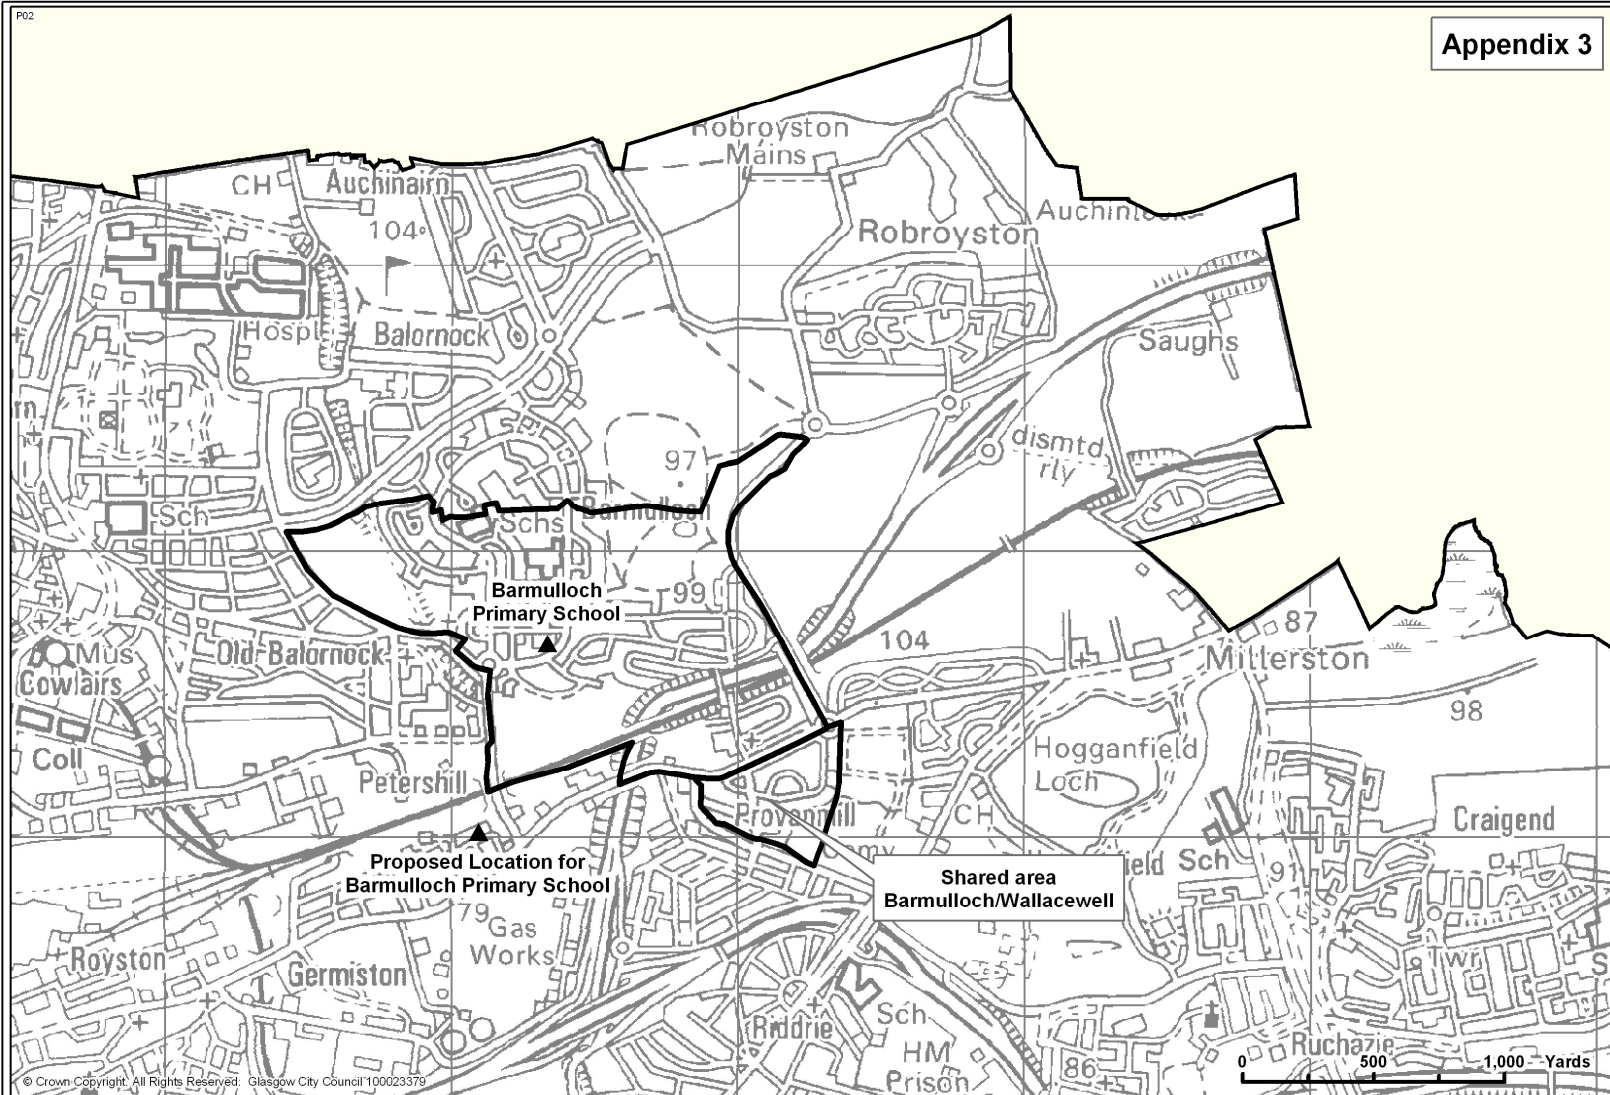 P02
Appendix 3
Robroyston
Mains
CH
Auchinairn
104
Robroyston
Hospl
Balornock
Saughs
97
dismtd
rly
Sch
Schs
Barmulloch
Barmulloch
Primary School
99
104
87
Millerston
Mus
Cowlairs
Old Balornock
98
Coll
Petershill
Hogganfield
Loch
Provanmill
CH
Craigend
Proposed Location for
Barmulloch Primary School
Shared area
Barmulloch/Wallacewell
Sch
91
79
Gas
Works
Royston
Germiston
Twr
Riddrie
Sch
HM
Prison
86
Ruchazie
0 500 1,000 Yards
© Crown Copyright. All Rights Reserved. Glasgow City Council 100023379